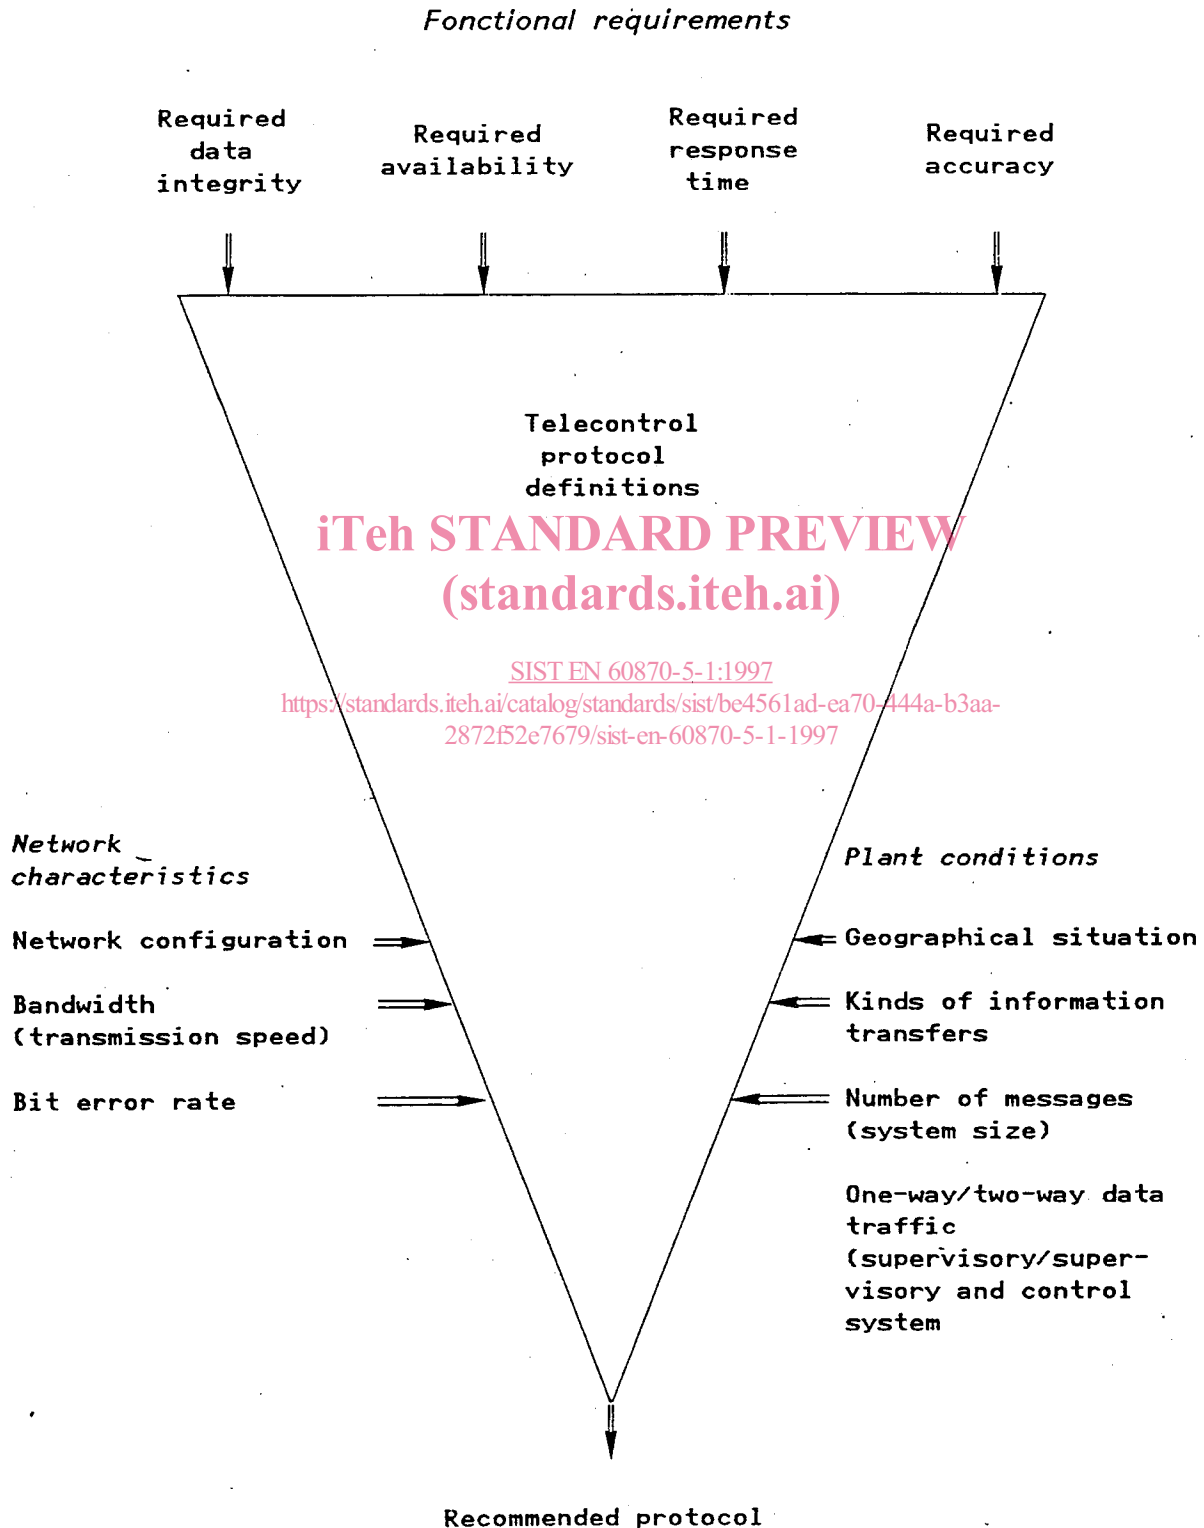 Fonctional requirements
Required
data
integrity
Required
availability
Required
response
time
Required
accuracy
Telecontrol
protocol
definitions
iTeh STANDARD PREVIEW
(standards.iteh.ai)
SIST EN 60870-5-1:1997
https://standards.iteh.ai/catalog/standards/sist/be4561ad-ea70-444a-b3aa-
2872f52e7679/sist-en-60870-5-1-1997
Network
characteristics
Network configuration
Bandwidth
(transmission speed)
Bit error rate
Plant conditions
Geographical situation
Kinds of information
transfers
Number of messages
(system size)
One-way/two-way data
traffic
(supervisory/super-
visory and control
system
Recommended protocol